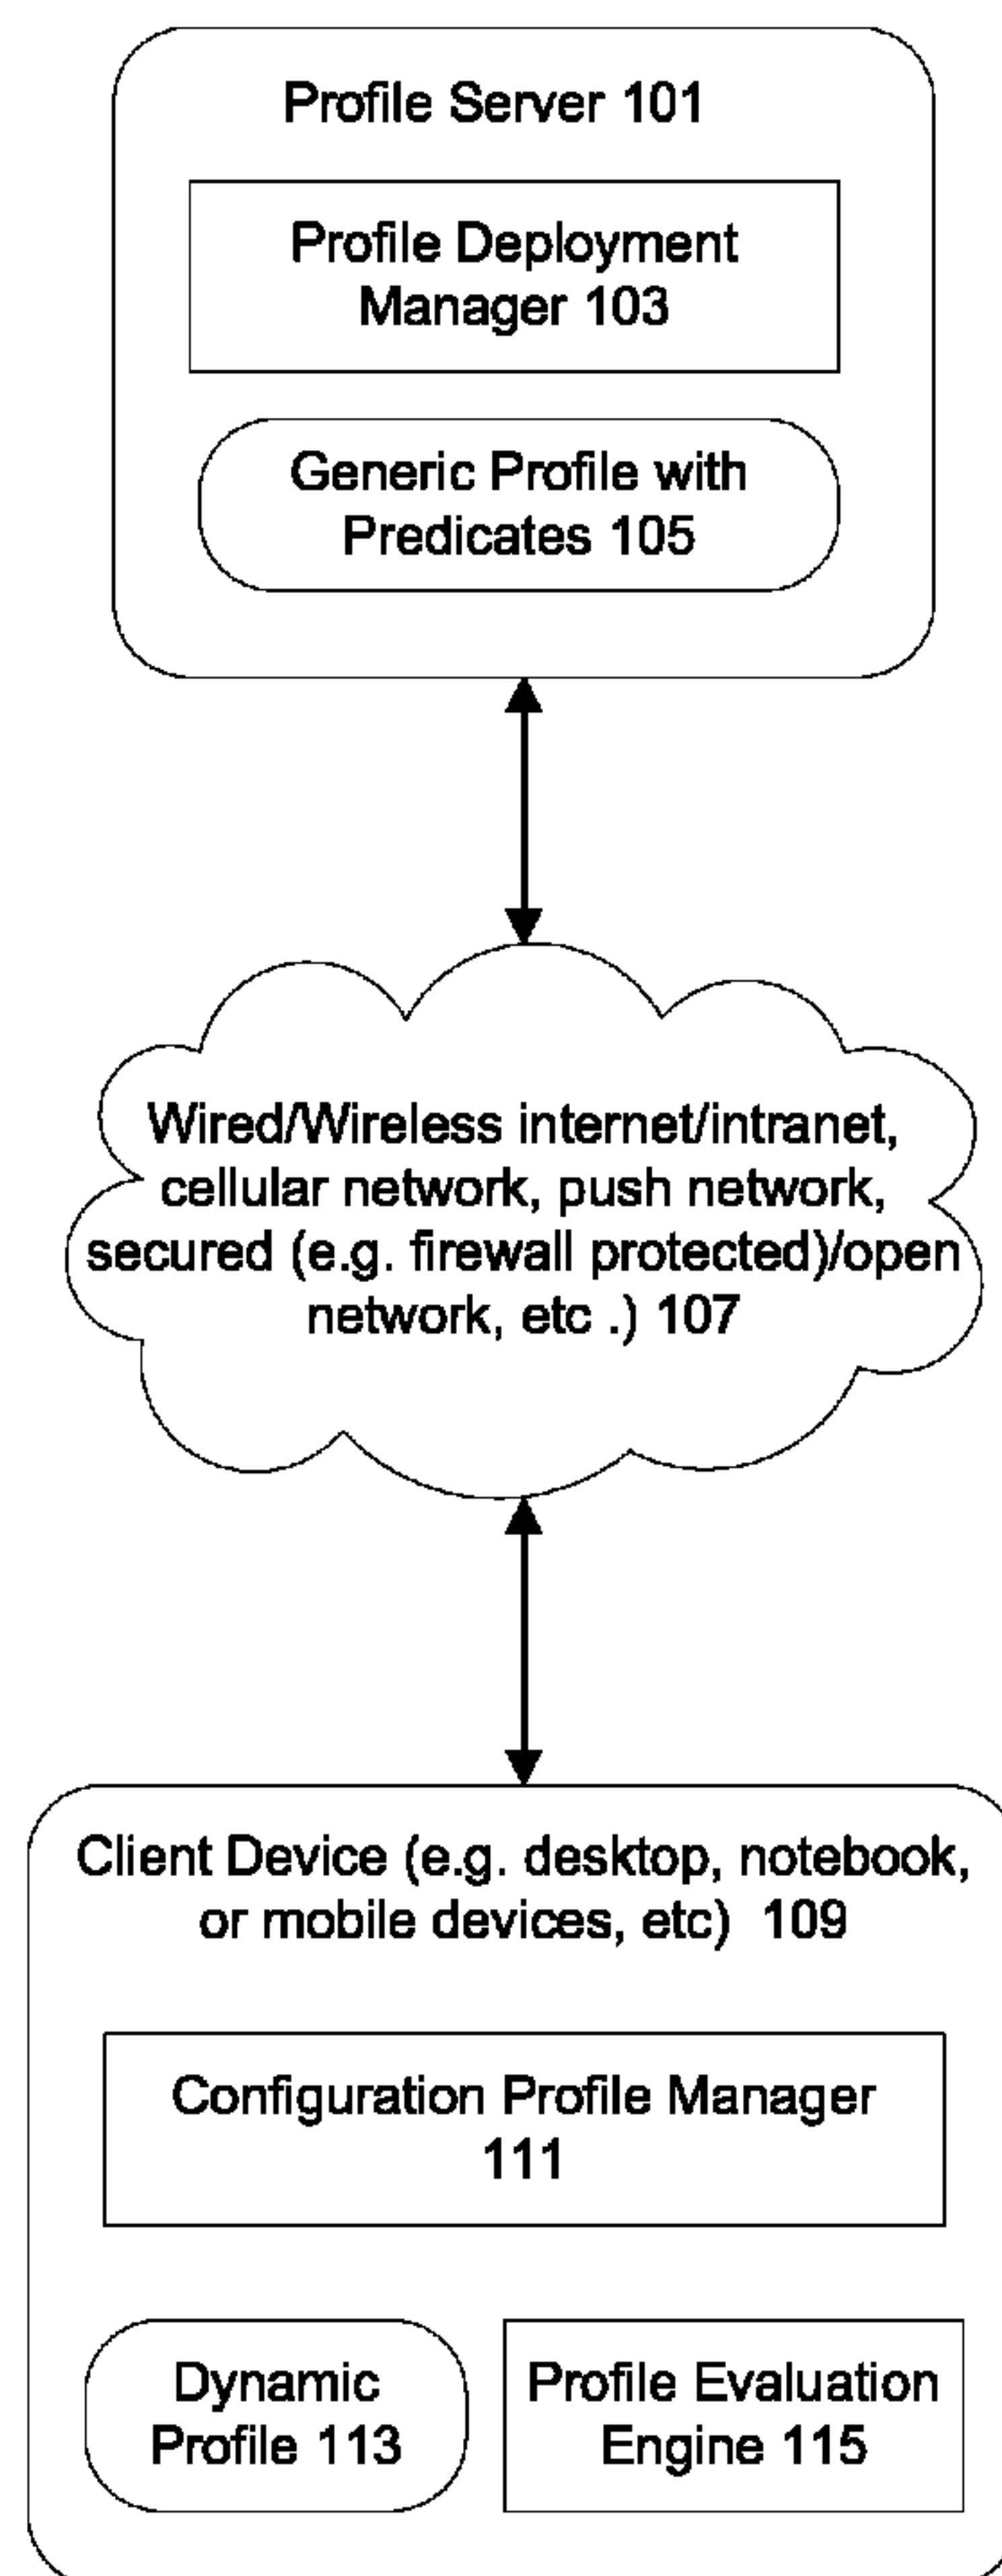 Profile Server 101
Profile Deployment
Manager 103
Generic Profile with
Predicates 105
Wired/Wireless internet/intranet,
cellular network, push network,
secured (e.g. firewall protected)/open
network, etc .) 107
Client Device (e.g. desktop, notebook,
or mobile devices, etc) 109
Configuration Profile Manager
111
Dynamic
Profile 113
Profile Evaluation
Engine 115